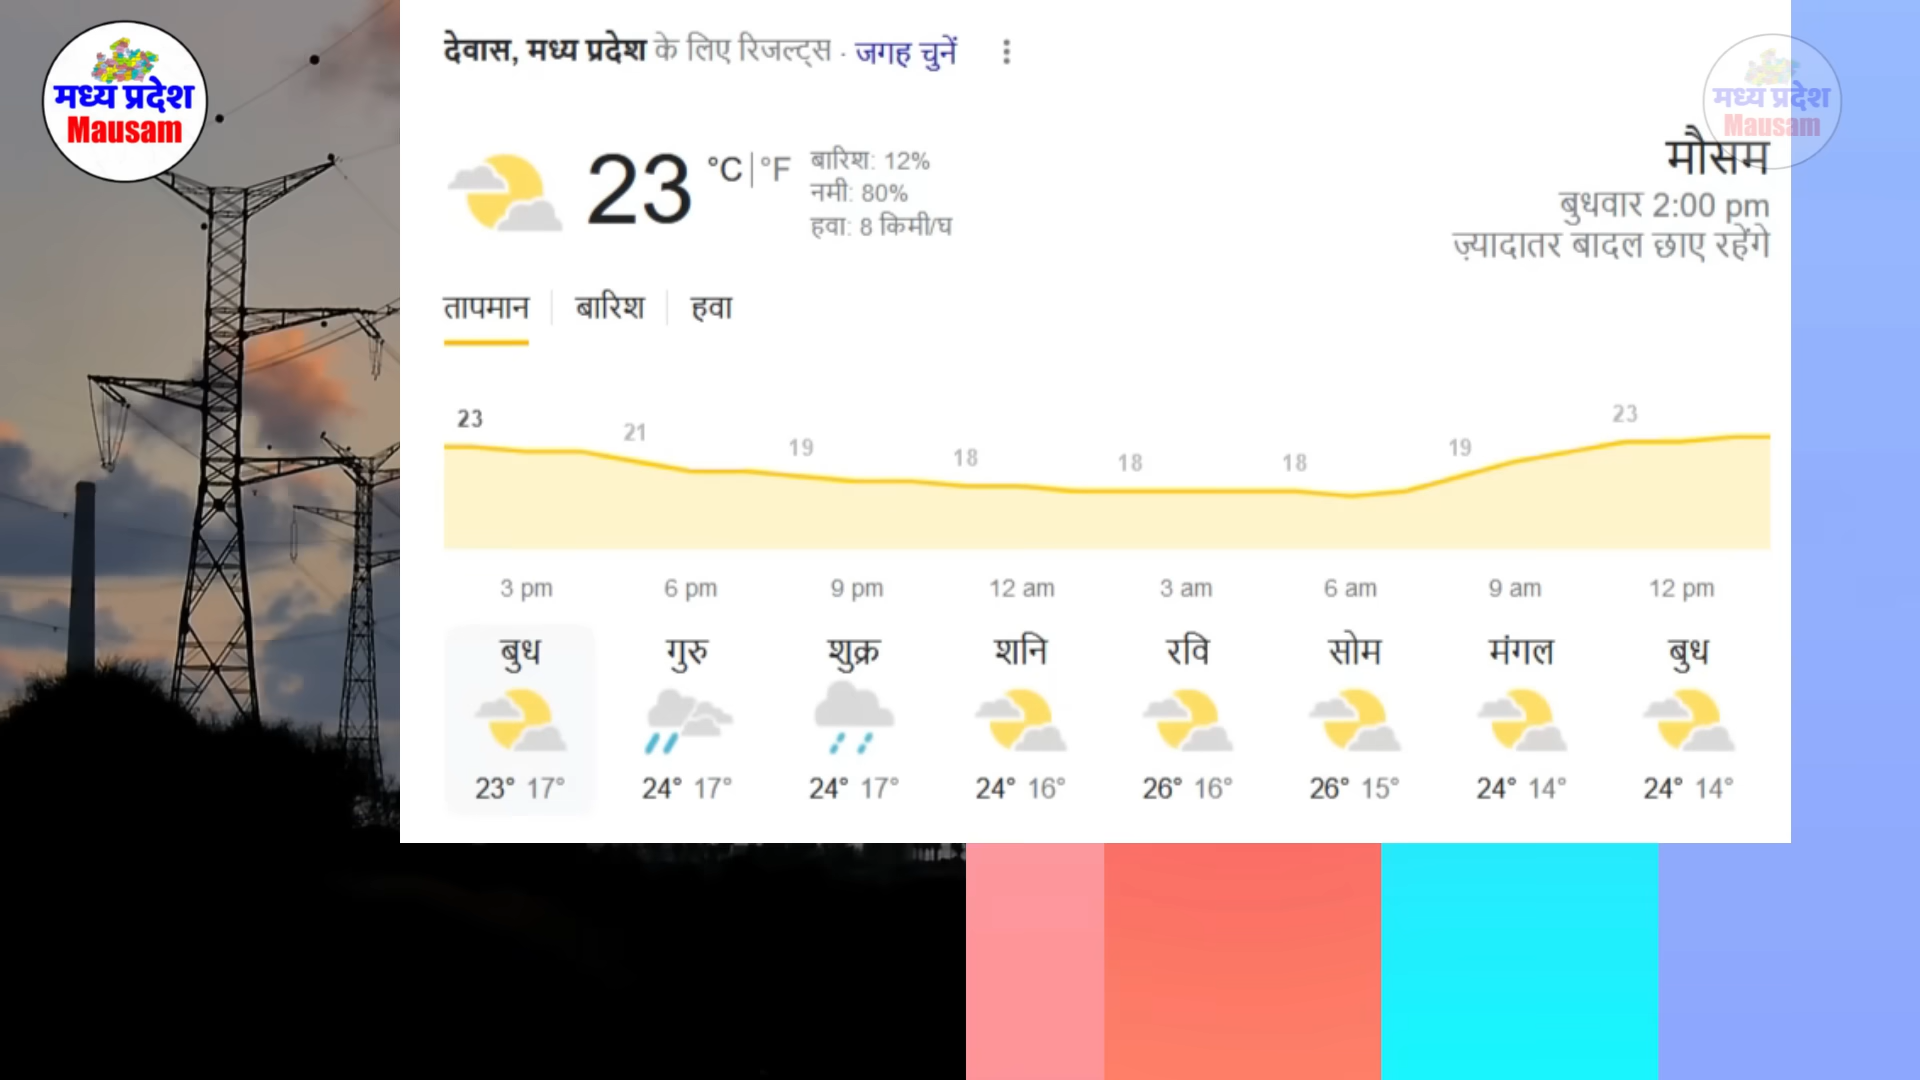 मध्य प्रदेश
Mausam
देवास, मध्य प्रदेश के लिए रिजल्ट्स · जगह चुनें
मध्य प्रदेश
Mausam
23 °C | °F
बारिश: 12%
नमी: 80%
हवा: 8 किमी/घ
मौसम
बुधवार 2:00 pm
ज़्यादातर बादल छाए रहेंगे
तापमान बारिश हवा
23 21 19 18 18 18 19 23
3 pm 6 pm 9 pm 12 am 3 am 6 am 9 am 12 pm
बुध गुरु शुक्र शनि रवि सोम मंगल बुध
23° 17° 24° 17° 24° 17° 24° 16° 26° 16° 26° 15° 24° 14° 24° 14°